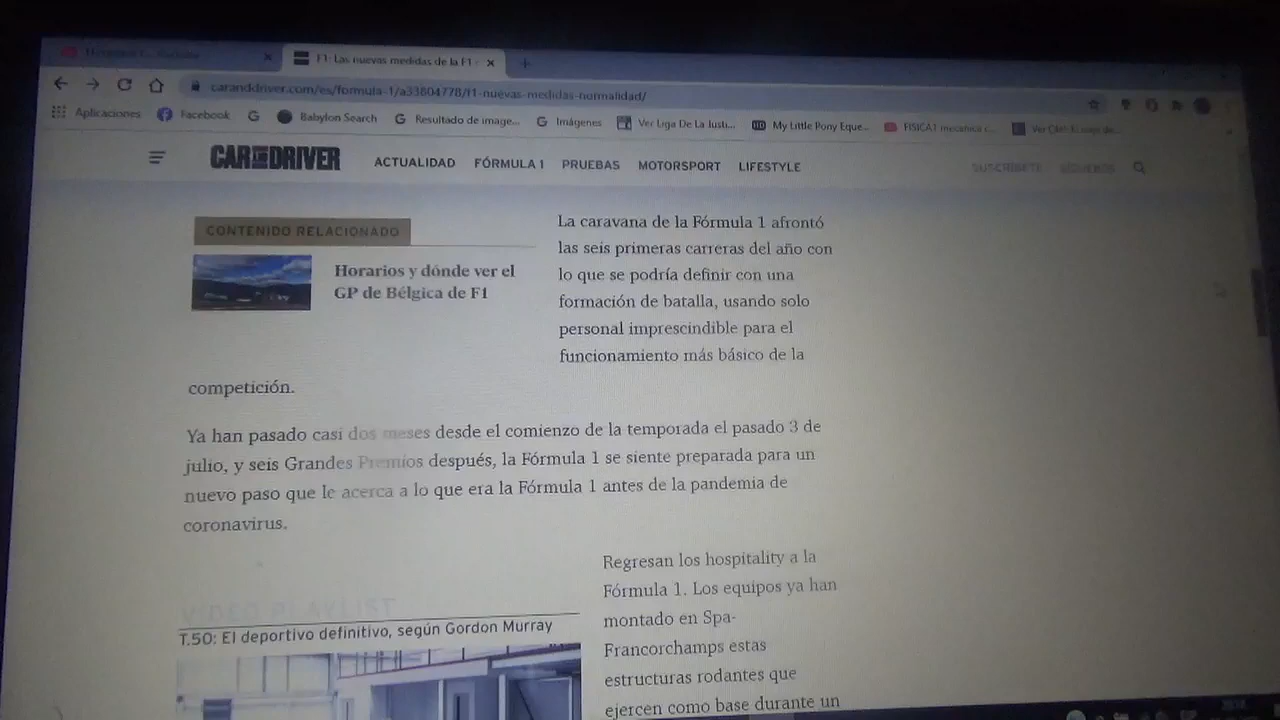 F1: Las nuevas medidas de la F1
caranddriver.com/es/formula-1/a33804778/f1-nuevas-medidas-normalidad/
Aplicaciones Facebook G Babylon Search Resultado de image... Imágenes Ver Liga De La Justi... My Little Pony Eque... FISICA1 mecanica c...
CAR AND DRIVER ACTUALIDAD FÓRMULA 1 PRUEBAS MOTORSPORT LIFESTYLE SUSCRÍBETE SÍGUENOS
CONTENIDO RELACIONADO
Horarios y dónde ver el
GP de Bélgica de F1
La caravana de la Fórmula 1 afrontó
las seis primeras carreras del año con
lo que se podría definir con una
formación de batalla, usando solo
personal imprescindible para el
funcionamiento más básico de la
competición.
Ya han pasado casi dos meses desde el comienzo de la temporada el pasado 3 de
julio, y seis Grandes Premios después, la Fórmula 1 se siente preparada para un
nuevo paso que le acerca a lo que era la Fórmula 1 antes de la pandemia de
coronavirus.
VIDEO PLAYLIST
T.50: El deportivo definitivo, según Gordon Murray
Regresan los hospitality a la
Fórmula 1. Los equipos ya han
montado en Spa-
Francorchamps estas
estructuras rodantes que
ejercen como base durante un